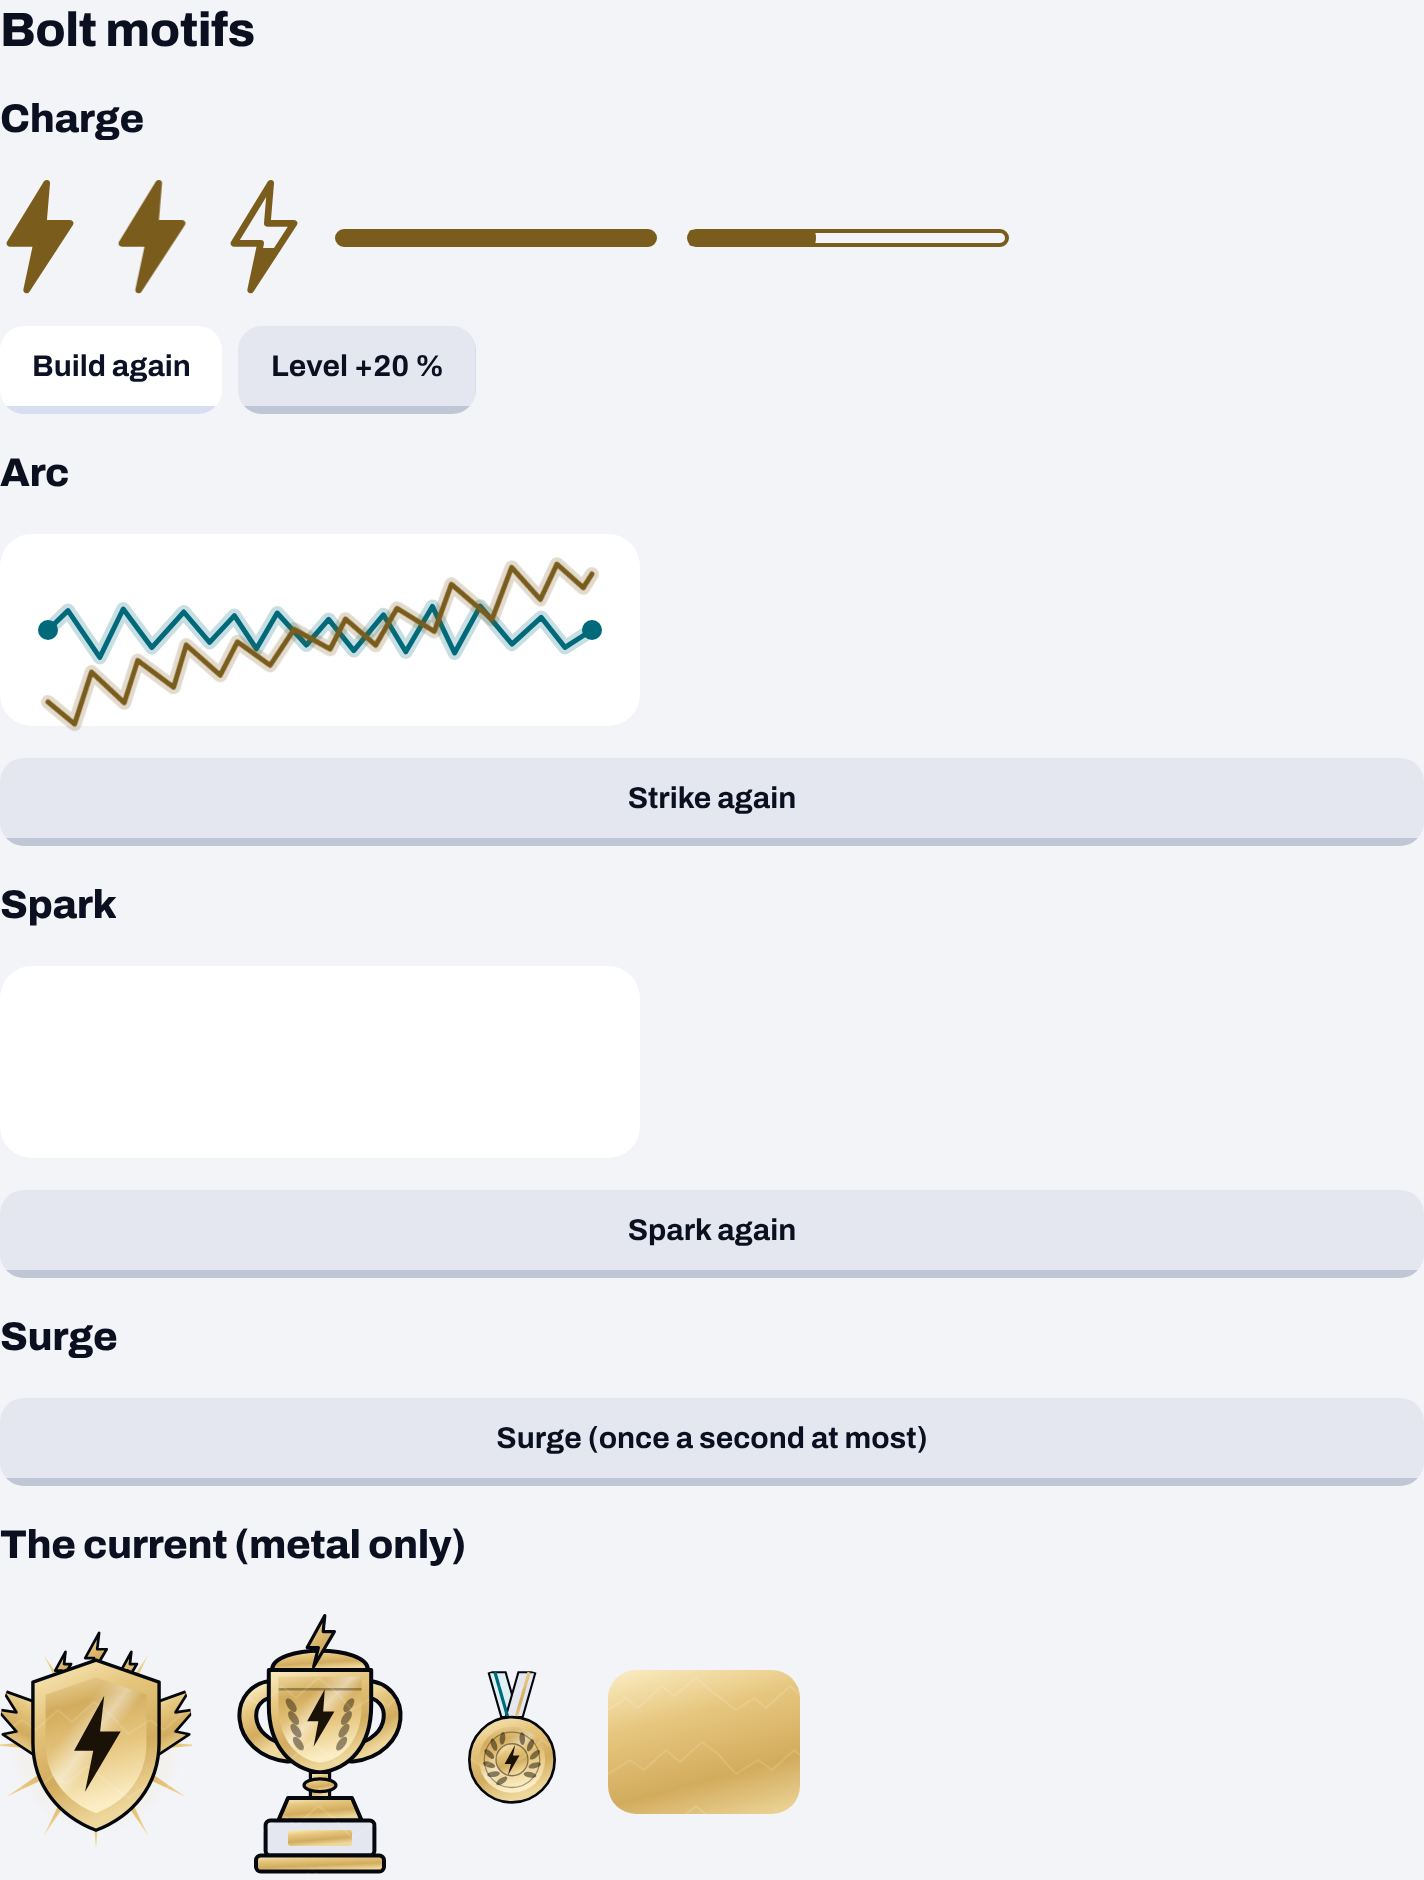 Bolt motifs
Charge
Build again
Level +20 %
Arc
Strike again
Spark
Spark again
Surge
Surge (once a second at most)
The current (metal only)